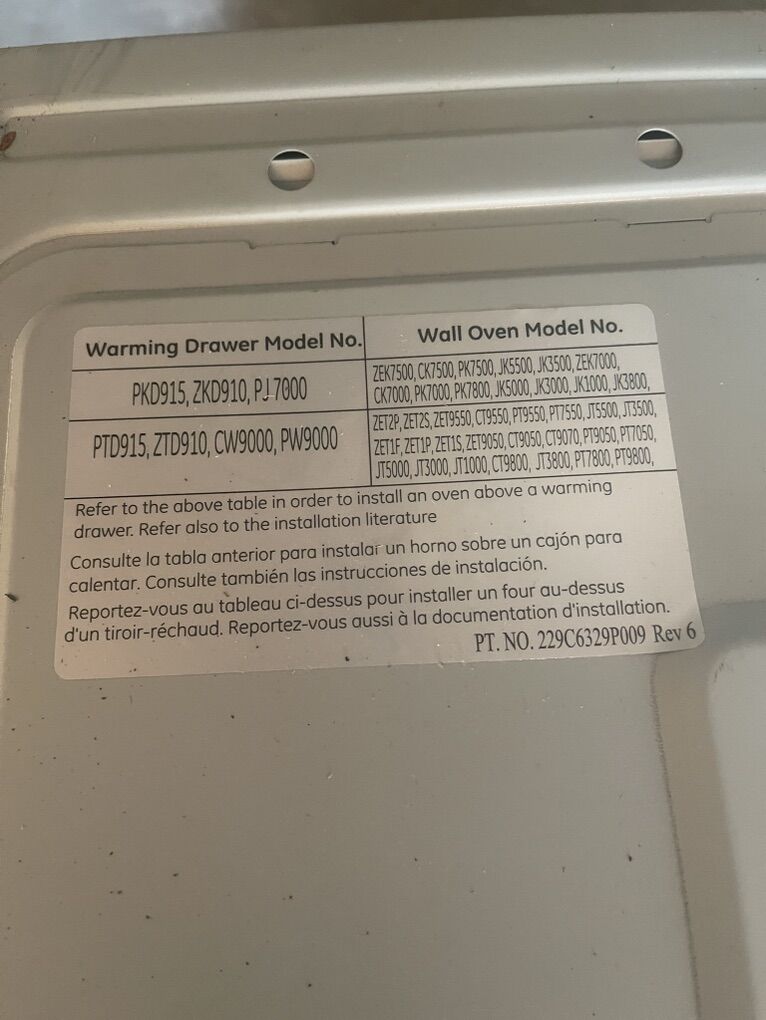 Warming Drawer Model No.
Wall Oven Model No.
PKD915, ZKD910, PJ7000
ZEK7500, CK7500, PK7500, JK5500, JK3500, ZEK7000,
CK7000, PK7000, PK7800, JK5000, JK3000, JK1000, JK3800,
PTD915, ZTD910, CW9000, PW9000
ZET2P, ZET2S, ZET9550, CT9550, PT9550, PT7550, JT5500, JT3500,
ZET1F, ZET1P, ZET1S, ZET9050, CT9050, CT9070, PT9050, PT7050,
JT5000, JT3000, JT1000, CT9800, JT3800, PT7800, PT9800,
Refer to the above table in order to install an oven above a warming
drawer. Refer also to the installation literature
Consulte la tabla anterior para instalar un horno sobre un cajón para
calentar. Consulte también las instrucciones de instalación.
Reportez-vous au tableau ci-dessus pour installer un four au-dessus
d'un tiroir-réchaud. Reportez-vous aussi à la documentation d'installation.
PT. NO. 229C6329P009 Rev 6